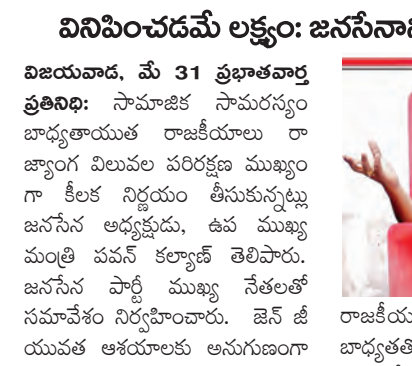 వినిపించడమే లక్ష్యం: జనసేనాని
విజయవాడ, మే 31 ప్రభాతవార్త
ప్రతినిధి: సామాజిక సామరస్యం
బాధ్యతాయుత రాజకీయాలు రా
జ్యాంగ విలువల పరిరక్షణ ముఖ్యం
గా కీలక నిర్ణయం తీసుకున్నట్లు
జనసేన అధ్యక్షుడు, ఉప ముఖ్య
మంత్రి పవన్ కల్యాణ్ తెలిపారు.
జనసేన పార్టీ ముఖ్య నేతలతో
సమావేశం నిర్వహించారు. జెన్ జీ
యువత ఆశయాలకు అనుగుణంగా
రాజకీయ